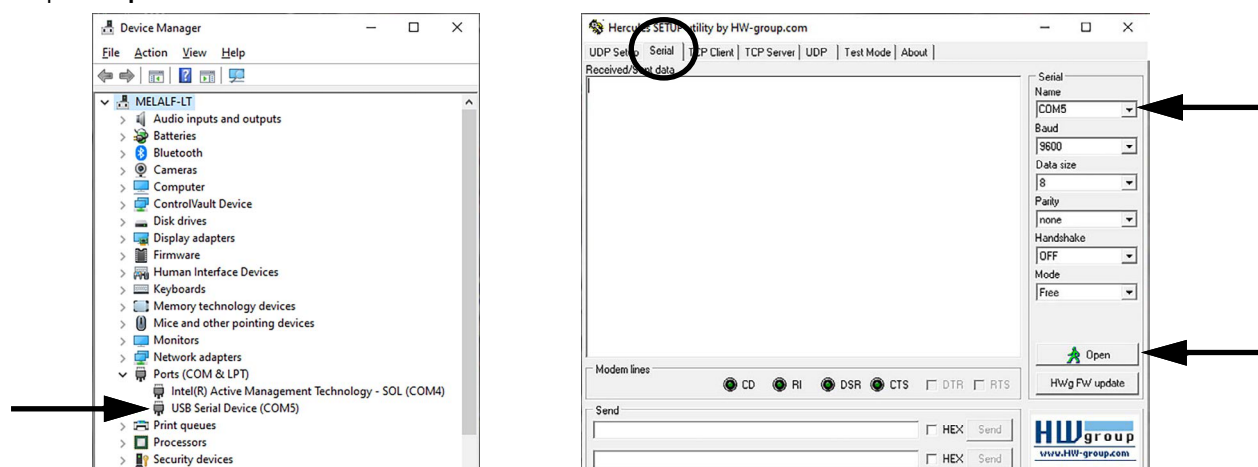 Device Manager
File Action View Help
MELALF-LT
Audio inputs and outputs
Batteries
Bluetooth
Cameras
Computer
ControlVault Device
Disk drives
Display adapters
Firmware
Human Interface Devices
Keyboards
Memory technology devices
Mice and other pointing devices
Monitors
Network adapters
Ports (COM & LPT)
Intel(R) Active Management Technology - SOL (COM4)
USB Serial Device (COM5)
Print queues
Processors
Security devices
Hercules SETUP utility by HW-group.com
UDP Setup Serial TCP Client TCP Server UDP Test Mode About
Received/Sent data
Serial
Name
COM5
Baud
9600
Data size
8
Parity
none
Handshake
OFF
Mode
Free
Open
HWg FW update
Modem lines
CD RI DSR CTS DTR RTS
Send
HEX Send
HEX Send
HWgroup
www.HW-group.com